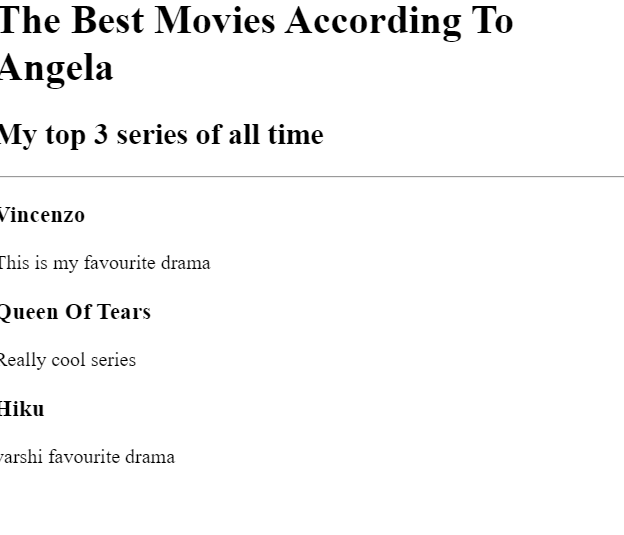 The Best Movies According To
Angela
My top 3 series of all time
Vincenzo
This is my favourite drama
Queen Of Tears
Really cool series
Hiku
varshi favourite drama